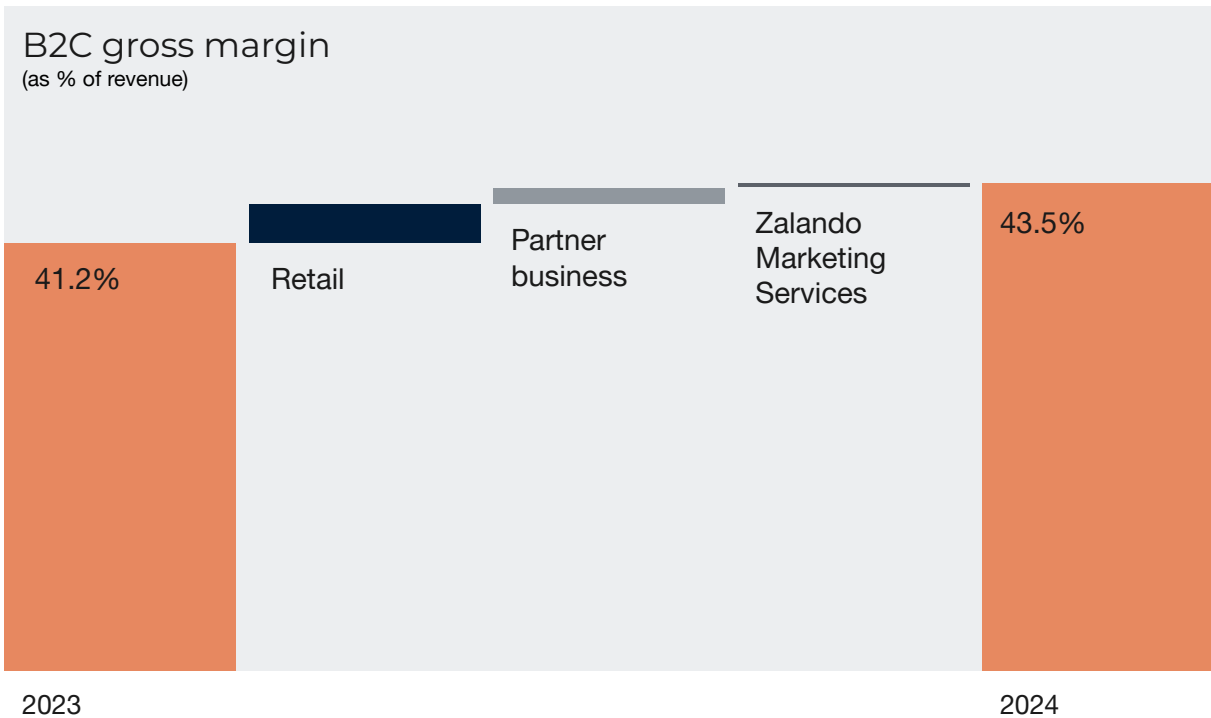 B2C gross margin
(as % of revenue)
41.2%
Retail
Partner
business
Zalando
Marketing
Services
43.5%
2023
2024